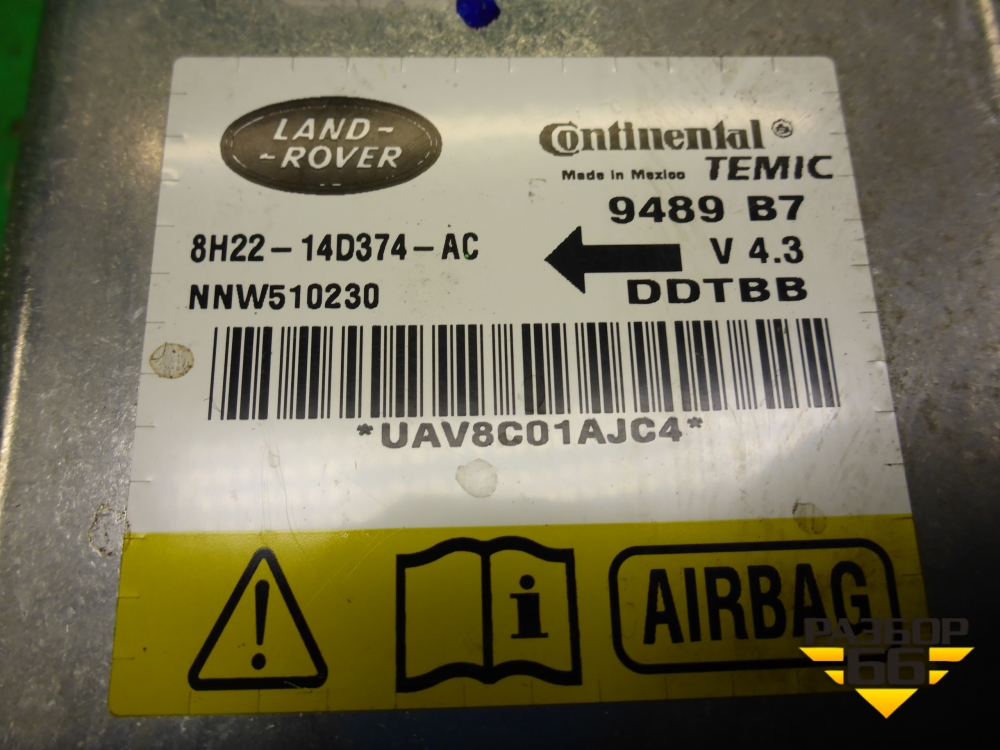 LAND-
-ROVER
Continental
Made in Mexico TEMIC
9489 B7
8H22-14D374-AC
V 4.3
NNW510230
DDTBB
*UAV8C01AJC4*
i
AIRBAG
РАЗБОР
66